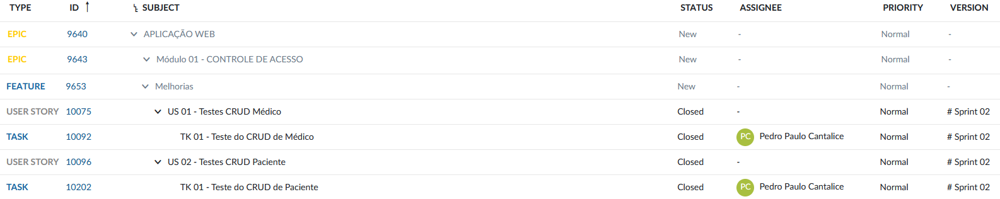 TYPE ID SUBJECT STATUS ASSIGNEE PRIORITY VERSION
EPIC 9640 APLICAÇÃO WEB New - Normal -
EPIC 9643 Módulo 01 - CONTROLE DE ACESSO New - Normal -
FEATURE 9653 Melhorias New - Normal -
USER STORY 10075 US 01 - Testes CRUD Médico Closed - Normal # Sprint 02
TASK 10092 TK 01 - Teste do CRUD de Médico Closed PC Pedro Paulo Cantalice Normal # Sprint 02
USER STORY 10096 US 02 - Testes CRUD Paciente Closed - Normal # Sprint 02
TASK 10202 TK 01 - Teste do CRUD de Paciente Closed PC Pedro Paulo Cantalice Normal # Sprint 02